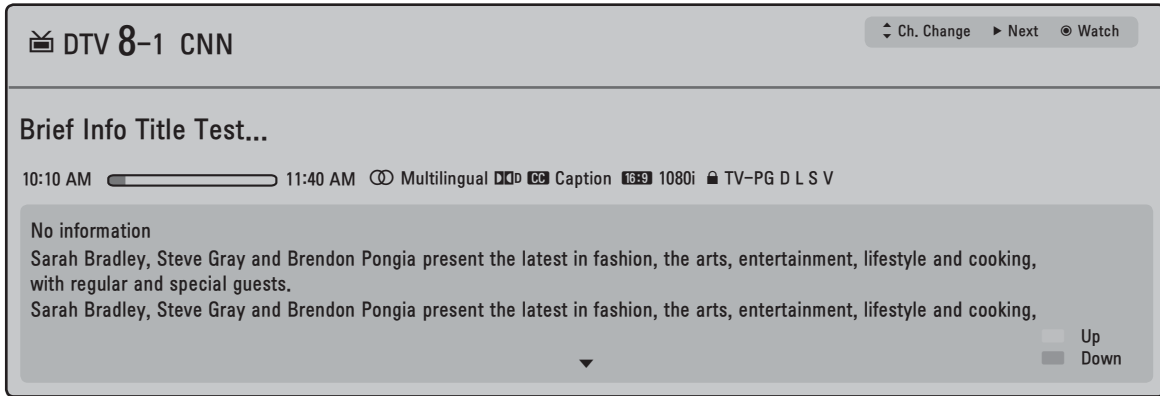 DTV 8-1 CNN
Ch. Change Next Watch
Brief Info Title Test...
10:10 AM 11:40 AM Multilingual DD D CC Caption 16:9 1080i TV-PG D L S V
No information
Sarah Bradley, Steve Gray and Brendon Pongia present the latest in fashion, the arts, entertainment, lifestyle and cooking,
with regular and special guests.
Sarah Bradley, Steve Gray and Brendon Pongia present the latest in fashion, the arts, entertainment, lifestyle and cooking,
Up
Down